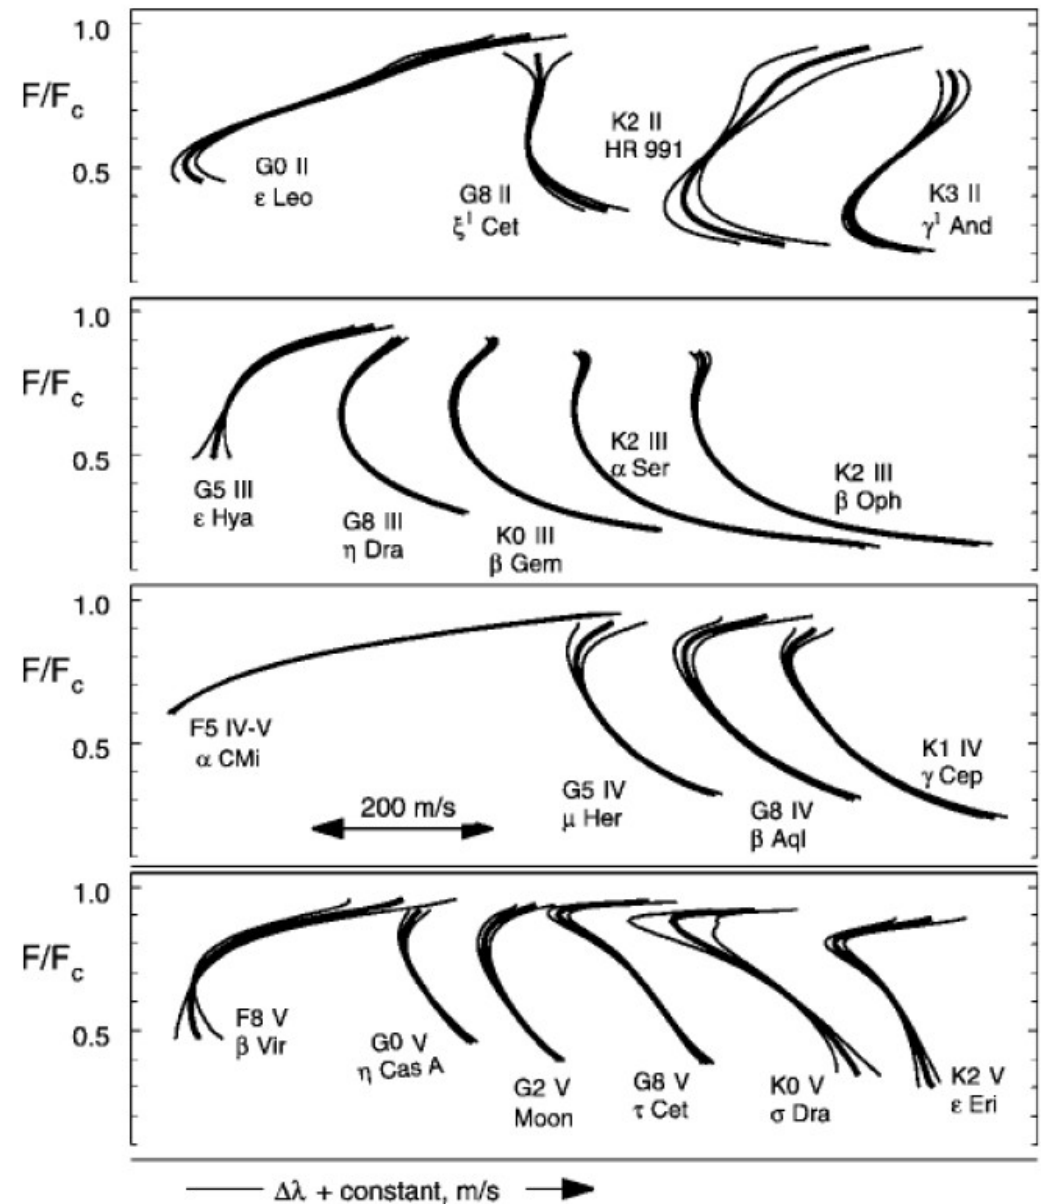 1.0
F/Fc
0.5
G0 II
ε Leo
G8 II
ξ¹ Cet
K2 II
HR 991
K3 II
γ¹ And
1.0
F/Fc
0.5
G5 III
ε Hya
G8 III
η Dra
K0 III
β Gem
K2 III
α Ser
K2 III
β Oph
1.0
F/Fc
0.5
F5 IV-V
α CMi
200 m/s
G5 IV
μ Her
G8 IV
β Aql
K1 IV
γ Cep
1.0
F/Fc
0.5
F8 V
β Vir
G0 V
η Cas A
G2 V
Moon
G8 V
τ Cet
K0 V
σ Dra
K2 V
ε Eri
Δλ + constant, m/s